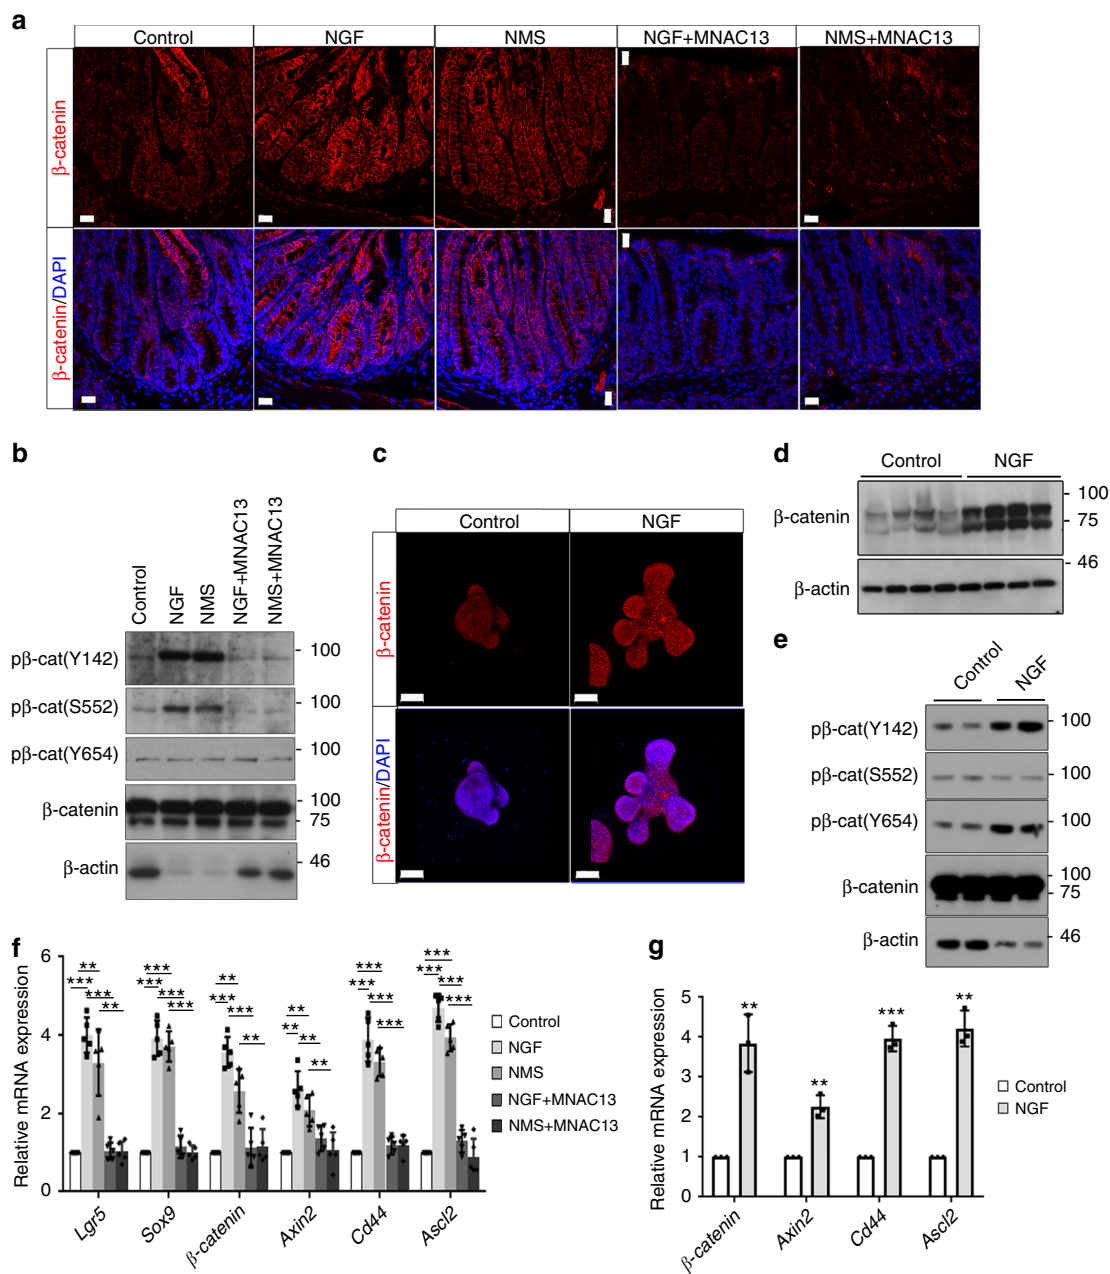 a
Control NGF NMS NGF+MNAC13 NMS+MNAC13
β-catenin
β-catenin/DAPI
b
Control
NGF
NMS
NGF+MNAC13
NMS+MNAC13
pβ-cat(Y142) 100
pβ-cat(S552) 100
pβ-cat(Y654) 100
β-catenin 100
75
β-actin 46
c
Control NGF
β-catenin
β-catenin/DAPI
d
Control NGF
β-catenin 100
75
46
β-actin
e
Control NGF
pβ-cat(Y142) 100
pβ-cat(S552) 100
pβ-cat(Y654) 100
β-catenin 100
75
β-actin 46
f
Relative mRNA expression
6
4
2
0
** *** *** **
*** *** *** ***
** *** *** **
** ** ** **
*** *** *** ***
*** *** *** ***
Lgr5 Sox9 β-catenin Axin2 Cd44 Ascl2
Control
NGF
NMS
NGF+MNAC13
NMS+MNAC13
g
Relative mRNA expression
5
4
3
2
1
0
** ** *** **
β-catenin Axin2 Cd44 Ascl2
Control
NGF